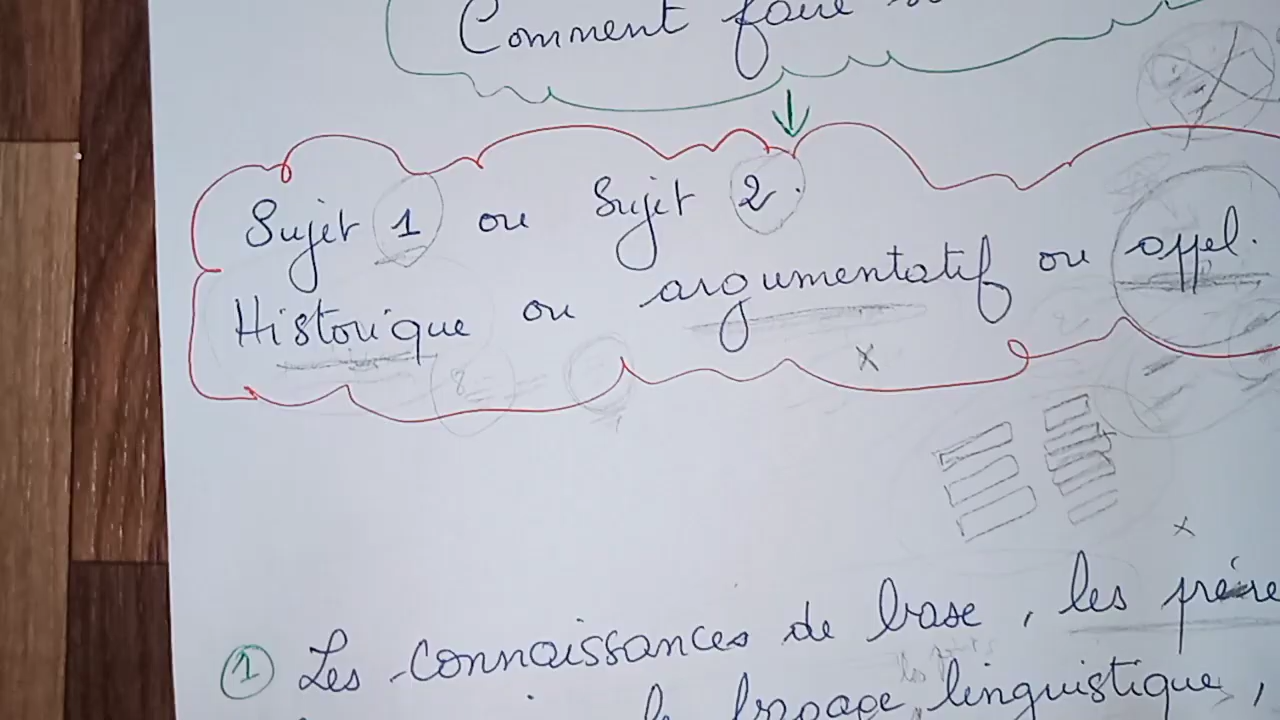 Comment faire
Sujet 1 ou Sujet 2.
Historique ou argumentatif ou appel.
8
1 Les connaissances de base, les
linguistique,